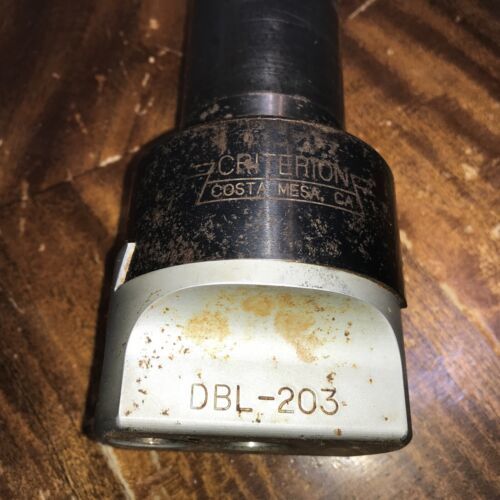 CRITERION
COSTA MESA, CA
DBL-203